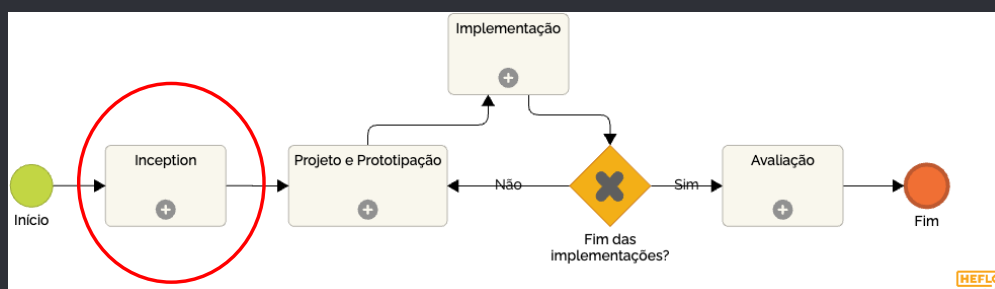 Implementação
Inception
Projeto e Prototipação
Avaliação
Não
Sim
Início
Fim
Fim das
implementações?